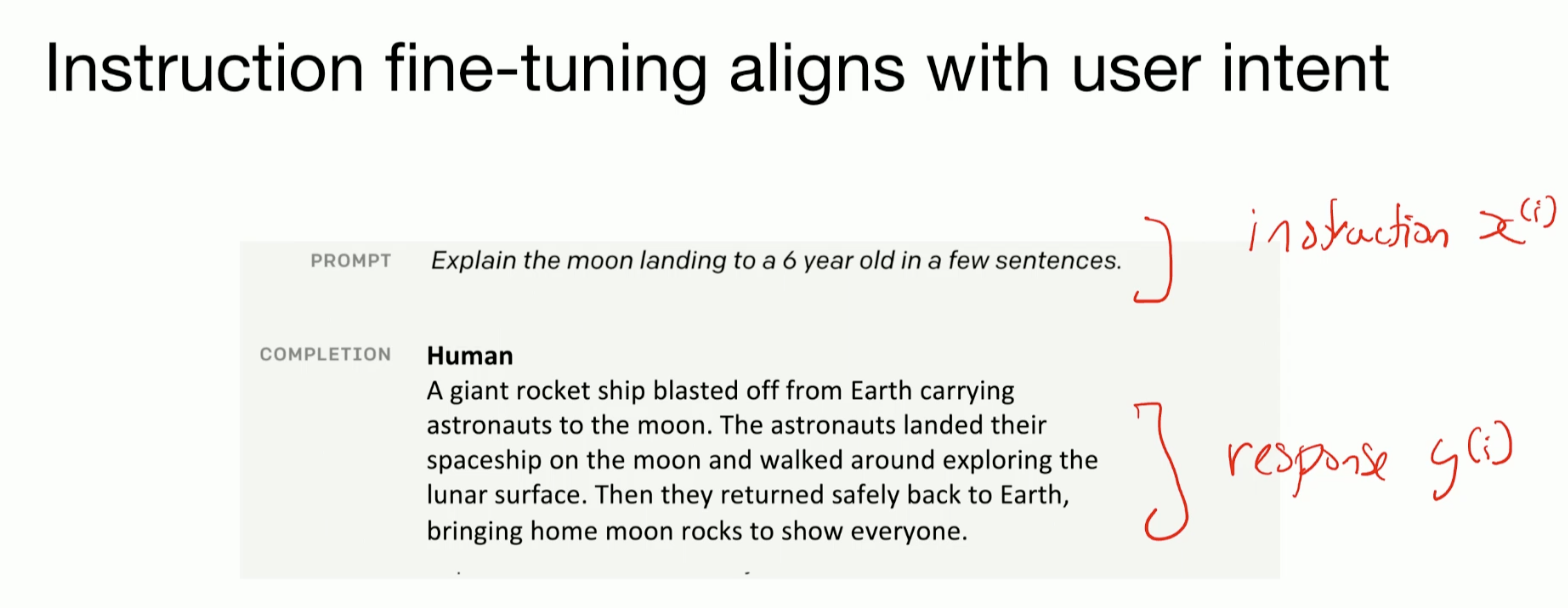 Instruction fine-tuning aligns with user intent
instruction x^(i)
PROMPT Explain the moon landing to a 6 year old in a few sentences.
COMPLETION Human
A giant rocket ship blasted off from Earth carrying
astronauts to the moon. The astronauts landed their
spaceship on the moon and walked around exploring the
lunar surface. Then they returned safely back to Earth,
bringing home moon rocks to show everyone.
response y^(i)